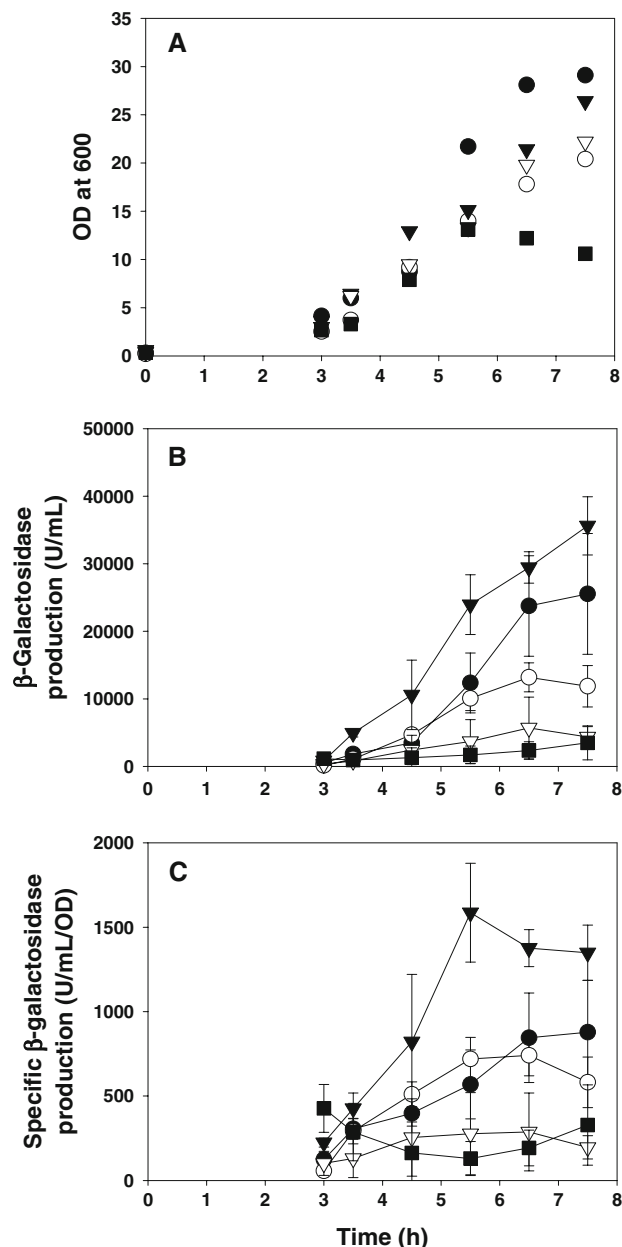 A
OD at 600
35
30
25
20
15
10
5
0
0 1 2 3 4 5 6 7 8
B
β-Galactosidase
production (U/mL)
50000
40000
30000
20000
10000
0
0 1 2 3 4 5 6 7 8
C
Specific β-galactosidase
production (U/mL/OD)
2000
1500
1000
500
0
0 1 2 3 4 5 6 7 8
Time (h)